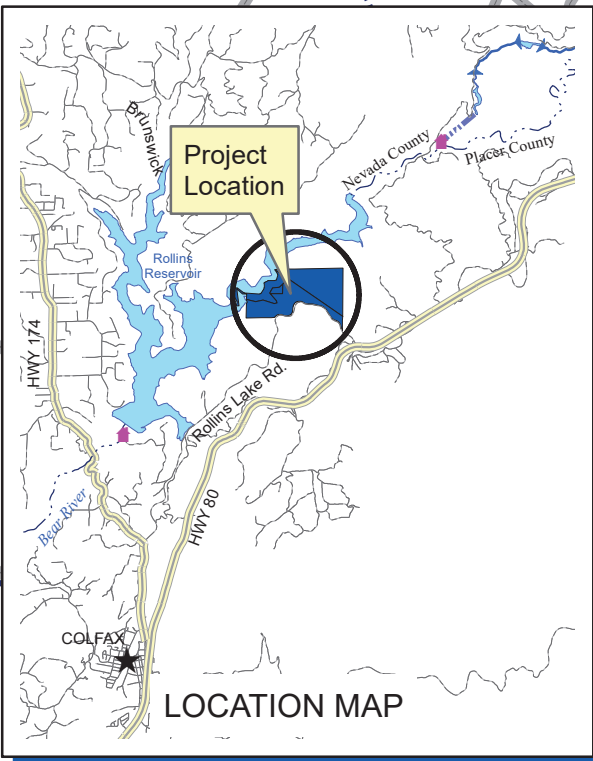 Brunswick
Project
Location
Nevada County
Placer County
Rollins
Reservoir
HWY 174
Rollins Lake Rd.
Bear River
HWY 80
COLFAX
LOCATION MAP